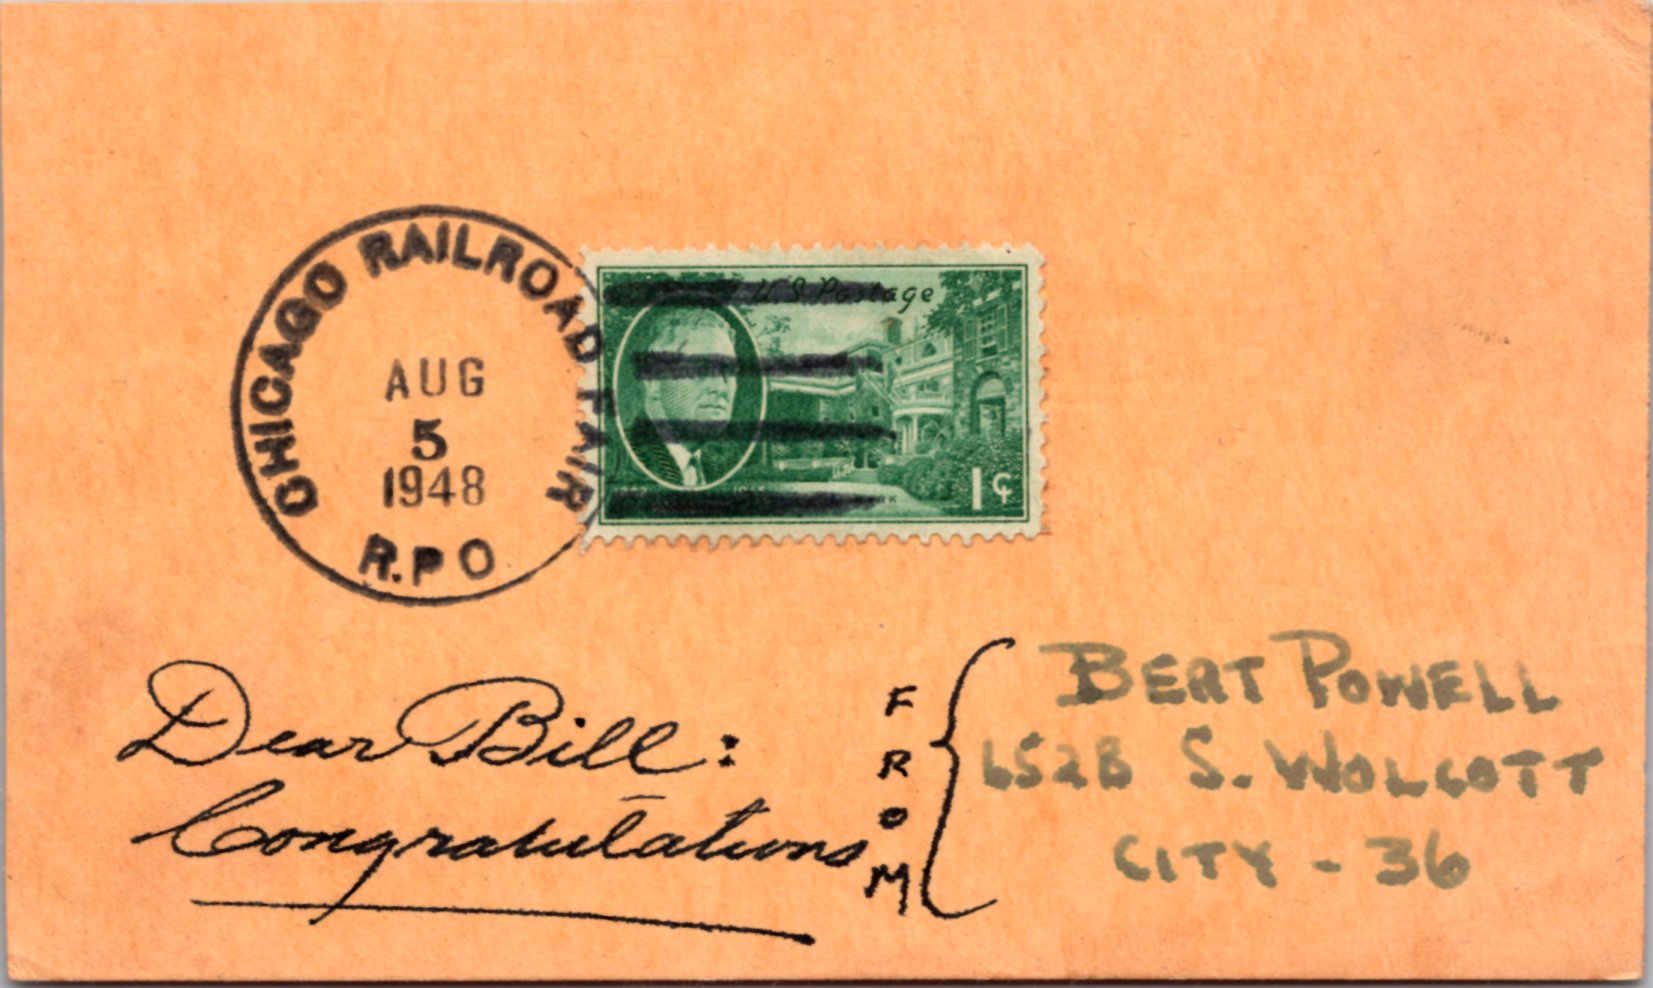 CHICAGO RAILROAD FAIR
AUG
5
1948
R.P.O
U.S. Postage
1¢
Dear Bill:
Congratulations
FROM
BERT POWELL
6528 S. WOLCOTT
CITY - 36